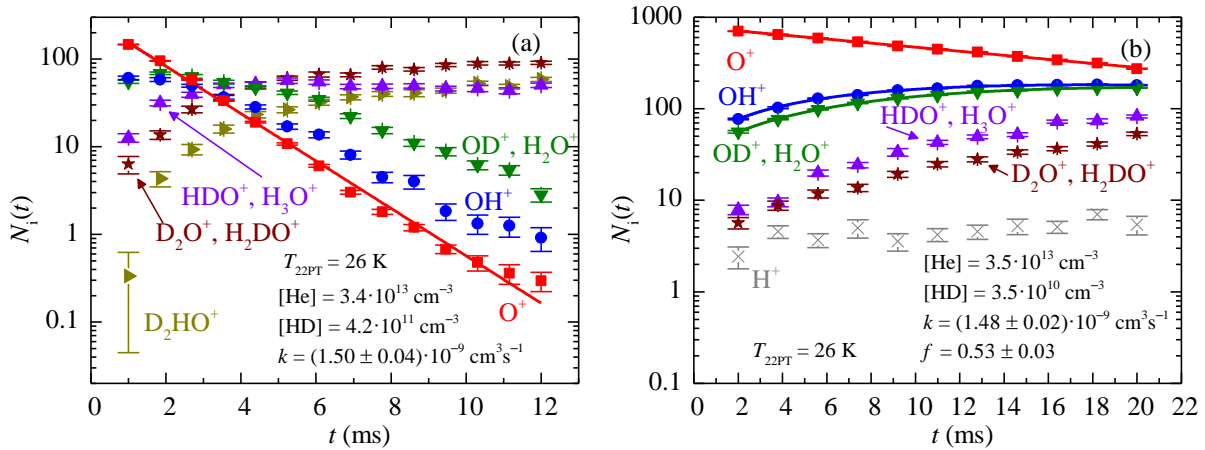 (a)
100
10
1
0.1
Nᵢ(t)
0 2 4 6 8 10 12
t (ms)
OD⁺, H₂O⁺
HDO⁺, H₃O⁺
OH⁺
D₂O⁺, H₂DO⁺
D₂HO⁺
O⁺
T₂₂PT = 26 K
[He] = 3.4·10¹³ cm⁻³
[HD] = 4.2·10¹¹ cm⁻³
k = (1.50 ± 0.04)·10⁻⁹ cm³s⁻¹
(b)
1000
100
10
1
0.1
Nᵢ(t)
0 2 4 6 8 10 12 14 16 18 20 22
t (ms)
O⁺
OH⁺
HDO⁺, H₃O⁺
OD⁺, H₂O⁺
D₂O⁺, H₂DO⁺
H⁺
[He] = 3.5·10¹³ cm⁻³
[HD] = 3.5·10¹⁰ cm⁻³
k = (1.48 ± 0.02)·10⁻⁹ cm³s⁻¹
T₂₂PT = 26 K
f = 0.53 ± 0.03